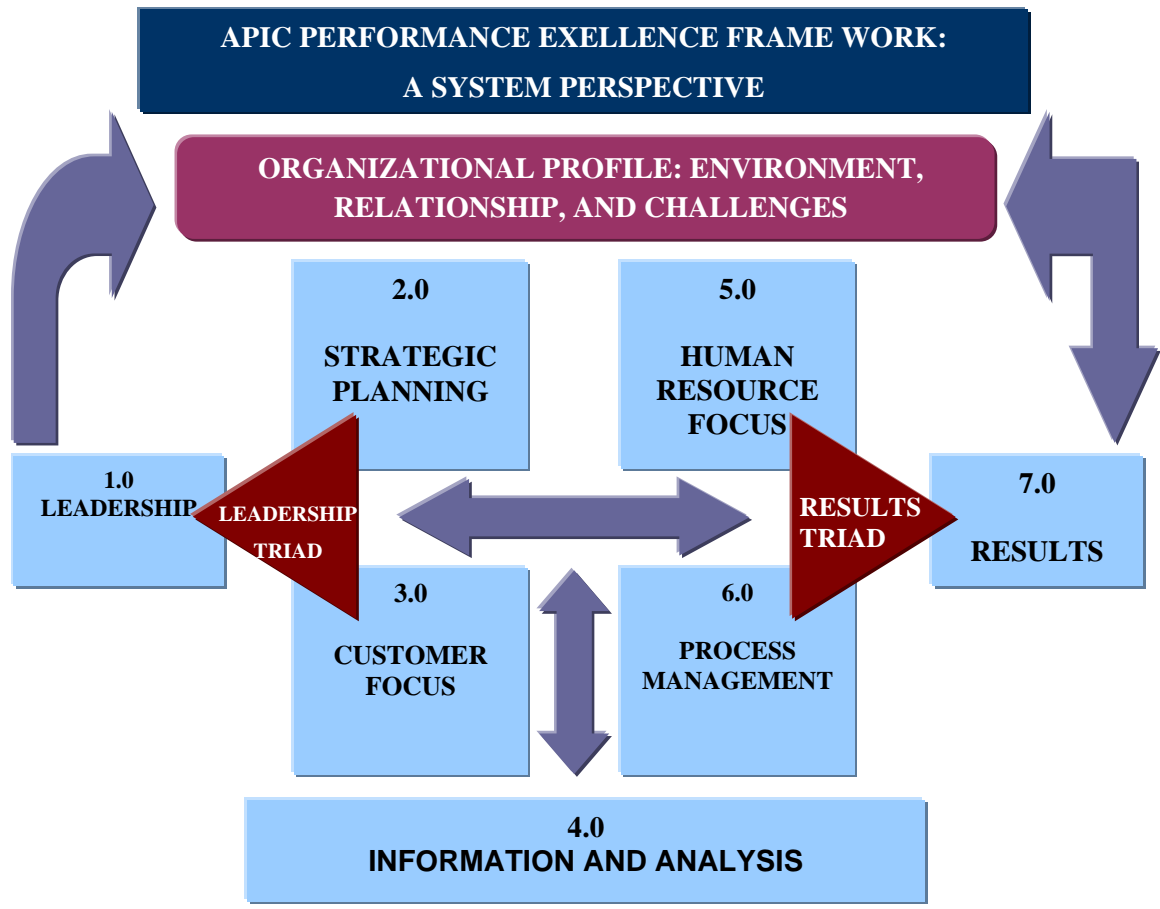 APIC PERFORMANCE EXELLENCE FRAME WORK:
A SYSTEM PERSPECTIVE
ORGANIZATIONAL PROFILE: ENVIRONMENT,
RELATIONSHIP, AND CHALLENGES
2.0
STRATEGIC
PLANNING
5.0
HUMAN
RESOURCE
FOCUS
1.0
LEADERSHIP
LEADERSHIP
TRIAD
RESULTS
TRIAD
7.0
RESULTS
3.0
CUSTOMER
FOCUS
6.0
PROCESS
MANAGEMENT
4.0
INFORMATION AND ANALYSIS